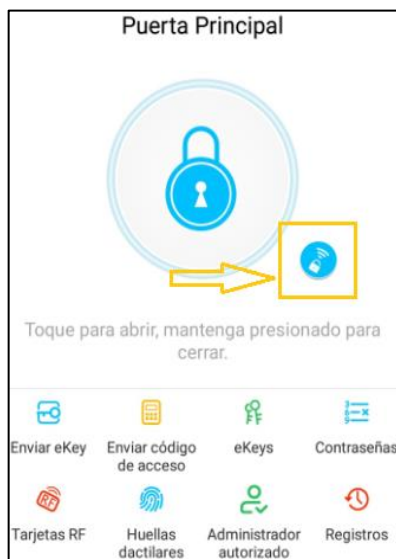 Puerta Principal
Toque para abrir, mantenga presionado para
cerrar.
Enviar eKey
Enviar código
de acceso
eKeys
Contraseñas
Tarjetas RF
Huellas
dactilares
Administrador
autorizado
Registros